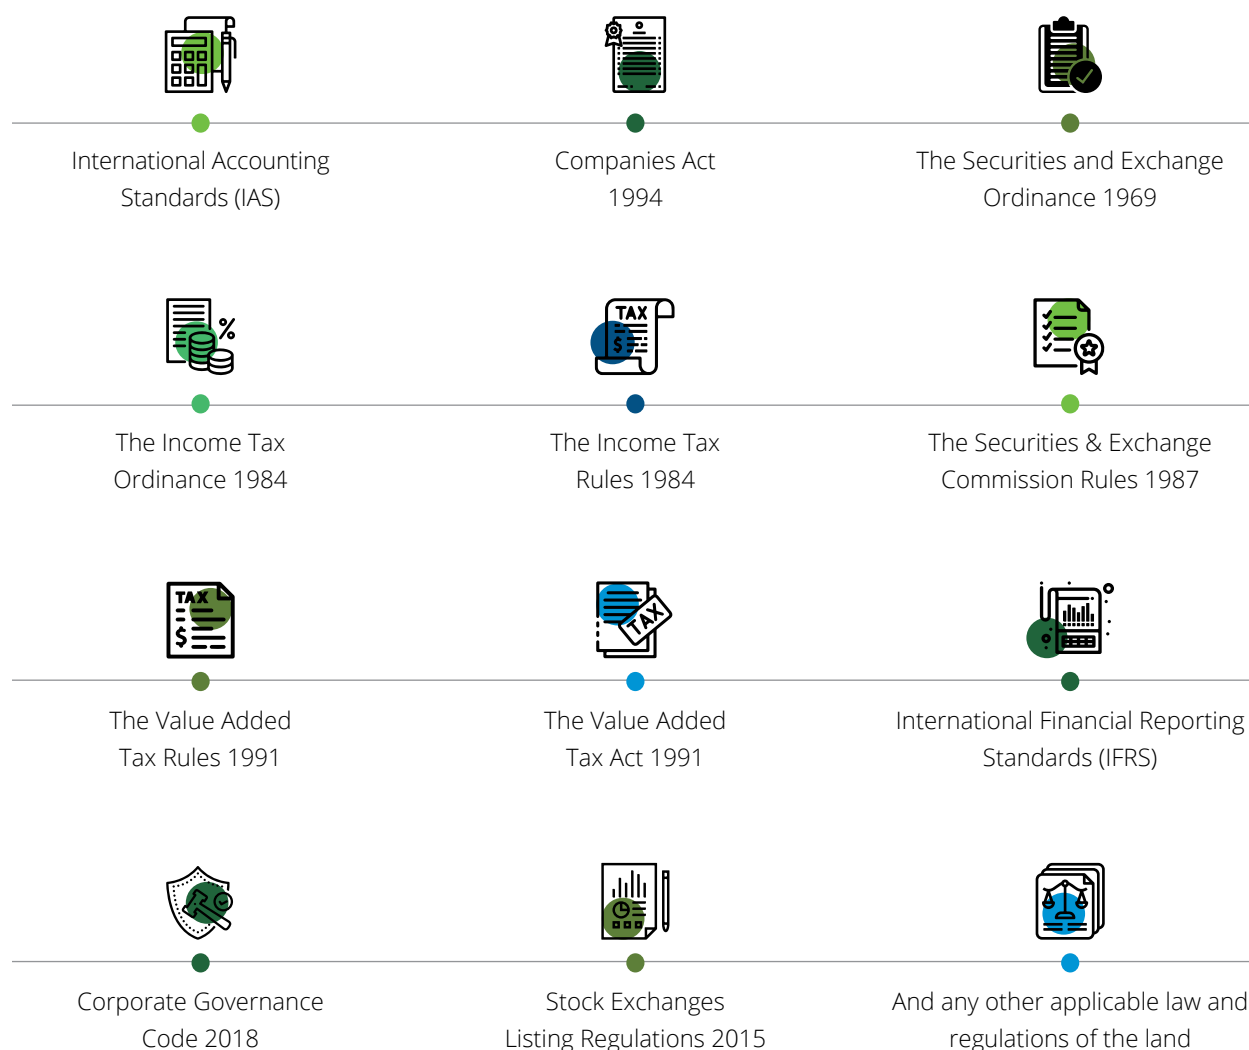 International Accounting
Standards (IAS)
Companies Act
1994
The Securities and Exchange
Ordinance 1969
TAX
$
%
The Income Tax
Ordinance 1984
The Income Tax
Rules 1984
The Securities & Exchange
Commission Rules 1987
TAX
$
TAX
The Value Added
Tax Rules 1991
The Value Added
Tax Act 1991
International Financial Reporting
Standards (IFRS)
Corporate Governance
Code 2018
Stock Exchanges
Listing Regulations 2015
And any other applicable law and
regulations of the land